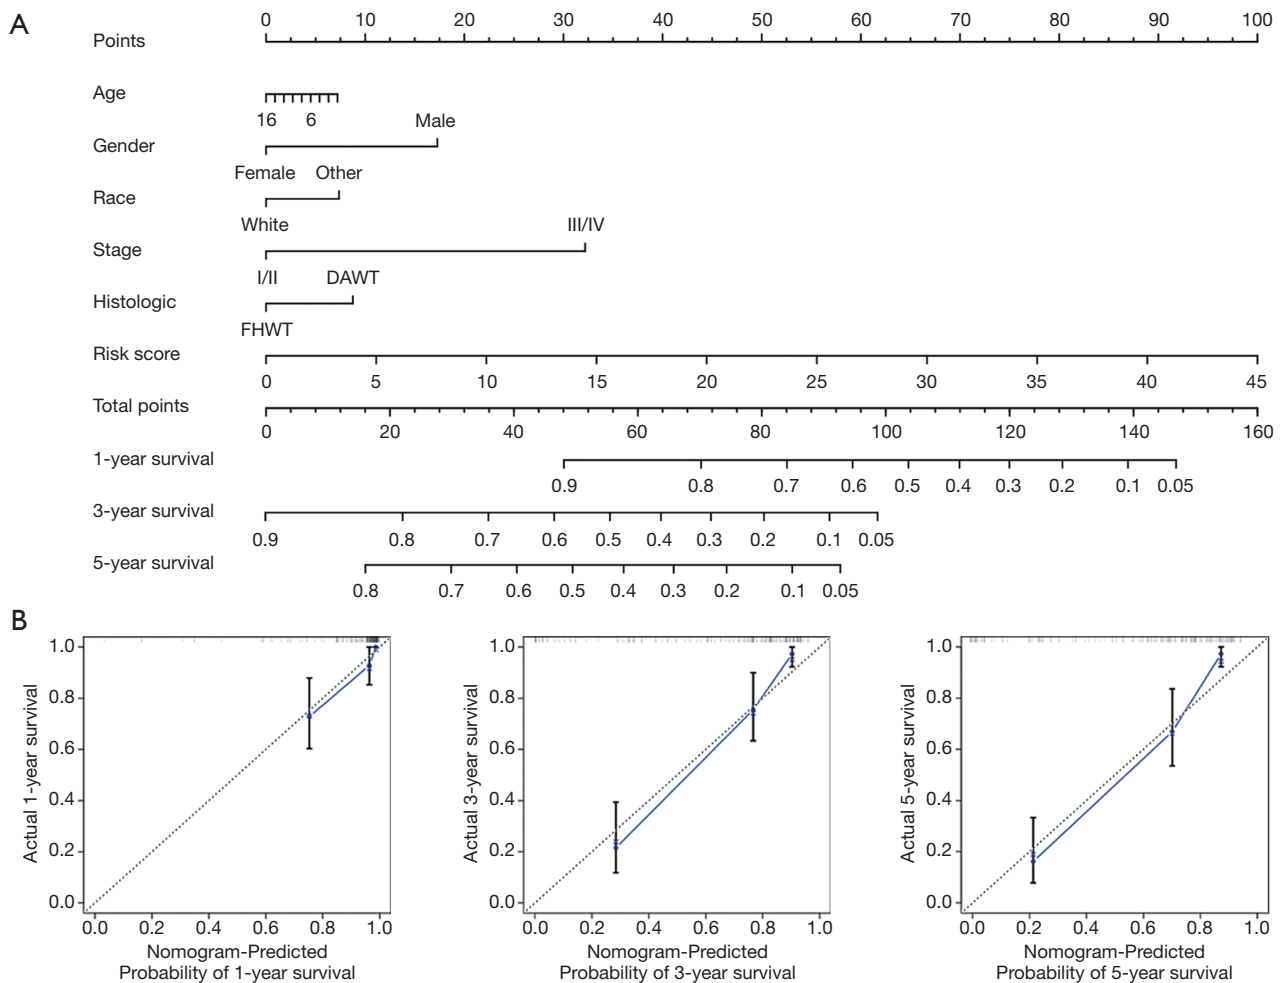 A
0 10 20 30 40 50 60 70 80 90 100
Points
Age
16 6 Male
Gender
Female Other
Race
White III/IV
Stage
I/II DAWT
Histologic
FHWT
Risk score
0 5 10 15 20 25 30 35 40 45
Total points
0 20 40 60 80 100 120 140 160
1-year survival
0.9 0.8 0.7 0.6 0.5 0.4 0.3 0.2 0.1 0.05
3-year survival
0.9 0.8 0.7 0.6 0.5 0.4 0.3 0.2 0.1 0.05
5-year survival
0.8 0.7 0.6 0.5 0.4 0.3 0.2 0.1 0.05
B
Actual 1-year survival
1.0
0.8
0.6
0.4
0.2
0.0
0.0 0.2 0.4 0.6 0.8 1.0
Nomogram-Predicted
Probability of 1-year survival
Actual 3-year survival
1.0
0.8
0.6
0.4
0.2
0.0
0.0 0.2 0.4 0.6 0.8 1.0
Nomogram-Predicted
Probability of 3-year survival
Actual 5-year survival
1.0
0.8
0.6
0.4
0.2
0.0
0.0 0.2 0.4 0.6 0.8 1.0
Nomogram-Predicted
Probability of 5-year survival